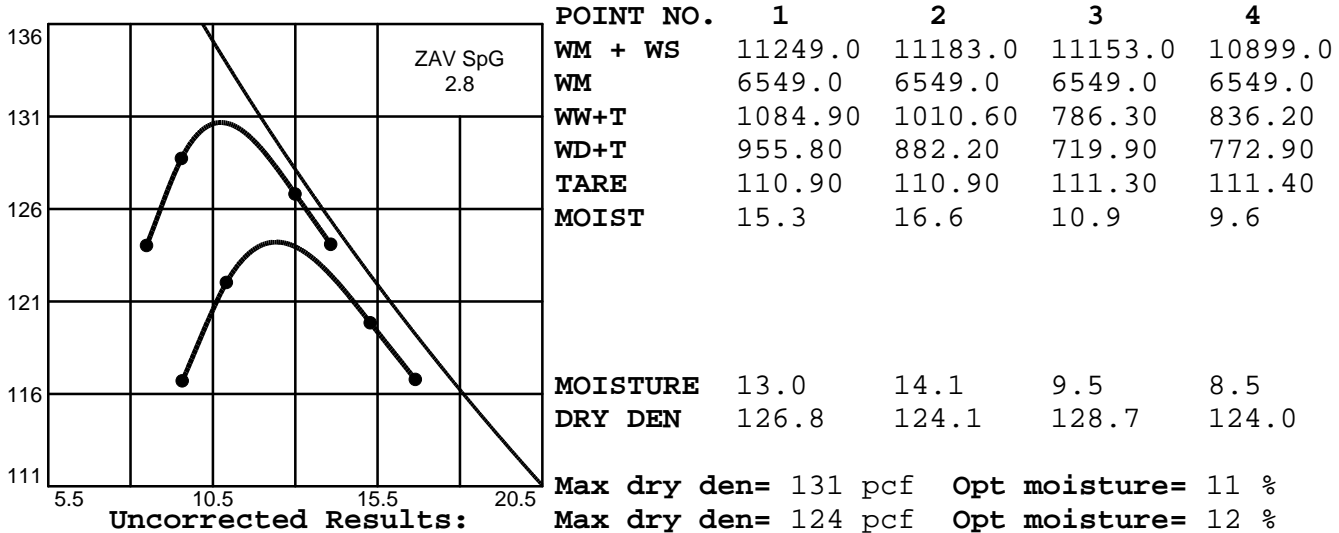 136
131
126
121
116
111
5.5 10.5 15.5 20.5
ZAV SpG
2.8
Uncorrected Results:
POINT NO. 1 2 3 4
WM + WS 11249.0 11183.0 11153.0 10899.0
WM 6549.0 6549.0 6549.0 6549.0
WW+T 1084.90 1010.60 786.30 836.20
WD+T 955.80 882.20 719.90 772.90
TARE 110.90 110.90 111.30 111.40
MOIST 15.3 16.6 10.9 9.6
MOISTURE 13.0 14.1 9.5 8.5
DRY DEN 126.8 124.1 128.7 124.0
Max dry den= 131 pcf Opt moisture= 11 %
Max dry den= 124 pcf Opt moisture= 12 %